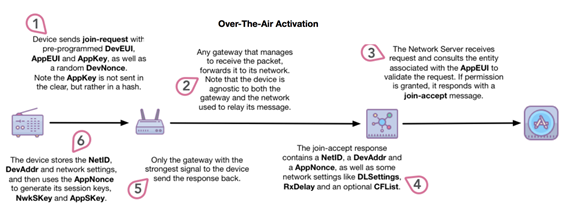 Over-The-Air Activation
1
Device sends join-request with
pre-programmed DevEUI,
AppEUI and AppKey, as well as
a random DevNonce.
Note the AppKey is not sent in
the clear, but rather in a hash.
2
Any gateway that manages
to receive the packet,
forwards it to its network.
Note that the device is
agnostic to both the
gateway and the network
used to relay its message.
3
The Network Server receives
request and consults the entity
associated with the AppEUI to
validate the request. If permission
is granted, it responds with a
join-accept message.
The join-accept response
contains a NetID, a DevAddr and
a AppNonce, as well as some
network settings like DLSettings,
RxDelay and an optional CFList.
4
Only the gateway with the
strongest signal to the device
send the response back.
5
6
The device stores the NetID,
DevAddr and network settings,
and then uses the AppNonce
to generate its session keys,
NwkSKey and AppSKey.